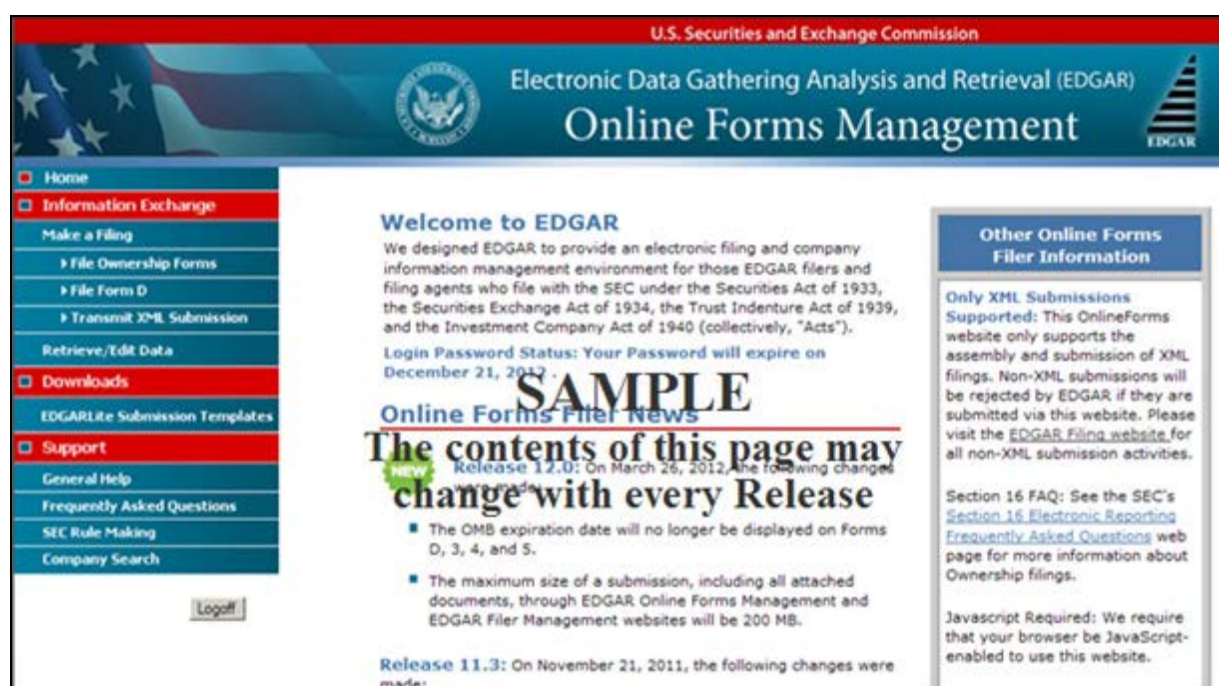 U.S. Securities and Exchange Commission
Electronic Data Gathering Analysis and Retrieval (EDGAR)
Online Forms Management
EDGAR
Home
Information Exchange
Make a Filing
File Ownership Forms
File Form D
Transmit XML Submission
Retrieve/Edit Data
Downloads
EDGARLite Submission Templates
Support
General Help
Frequently Asked Questions
SEC Rule Making
Company Search
Logoff
Welcome to EDGAR
We designed EDGAR to provide an electronic filing and company
information management environment for those EDGAR filers and
filing agents who file with the SEC under the Securities Act of 1933,
the Securities Exchange Act of 1934, the Trust Indenture Act of 1939,
and the Investment Company Act of 1940 (collectively, "Acts").
Login Password Status: Your Password will expire on
December 21, 2012 .
SAMPLE
Online Forms Filer News
The contents of this page may
NEW
Release 12.0: On March 26, 2012, the following changes
were made:
change with every Release
The OMB expiration date will no longer be displayed on Forms
D, 3, 4, and 5.
The maximum size of a submission, including all attached
documents, through EDGAR Online Forms Management and
EDGAR Filer Management websites will be 200 MB.
Release 11.3: On November 21, 2011, the following changes were
made:
Other Online Forms
Filer Information
Only XML Submissions
Supported: This OnlineForms
website only supports the
assembly and submission of XML
filings. Non-XML submissions will
be rejected by EDGAR if they are
submitted via this website. Please
visit the EDGAR Filing website for
all non-XML submission activities.
Section 16 FAQ: See the SEC's
Section 16 Electronic Reporting
Frequently Asked Questions web
page for more information about
Ownership filings.
Javascript Required: We require
that your browser be JavaScript-
enabled to use this website.